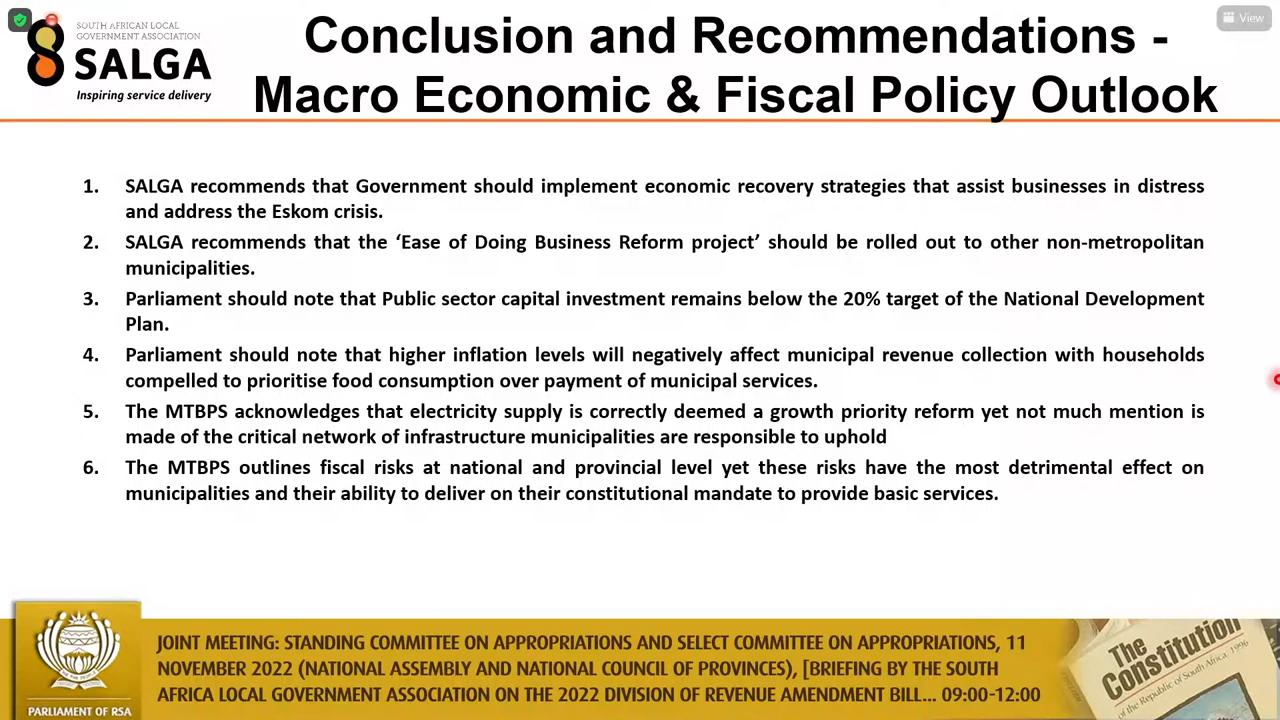 SOUTH AFRICAN LOCAL
GOVERNMENT ASSOCIATION
SALGA
Inspiring service delivery
View
Conclusion and Recommendations -
Macro Economic & Fiscal Policy Outlook
1. SALGA recommends that Government should implement economic recovery strategies that assist businesses in distress
and address the Eskom crisis.
2. SALGA recommends that the ‘Ease of Doing Business Reform project’ should be rolled out to other non-metropolitan
municipalities.
3. Parliament should note that Public sector capital investment remains below the 20% target of the National Development
Plan.
4. Parliament should note that higher inflation levels will negatively affect municipal revenue collection with households
compelled to prioritise food consumption over payment of municipal services.
5. The MTBPS acknowledges that electricity supply is correctly deemed a growth priority reform yet not much mention is
made of the critical network of infrastructure municipalities are responsible to uphold
6. The MTBPS outlines fiscal risks at national and provincial level yet these risks have the most detrimental effect on
municipalities and their ability to deliver on their constitutional mandate to provide basic services.
PARLIAMENT OF RSA
JOINT MEETING: STANDING COMMITTEE ON APPROPRIATIONS AND SELECT COMMITTEE ON APPROPRIATIONS, 11
NOVEMBER 2022 (NATIONAL ASSEMBLY AND NATIONAL COUNCIL OF PROVINCES), [BRIEFING BY THE SOUTH
AFRICA LOCAL GOVERNMENT ASSOCIATION ON THE 2022 DIVISION OF REVENUE AMENDMENT BILL... 09:00-12:00
The
Constitution
of the Republic of South Africa, 1996